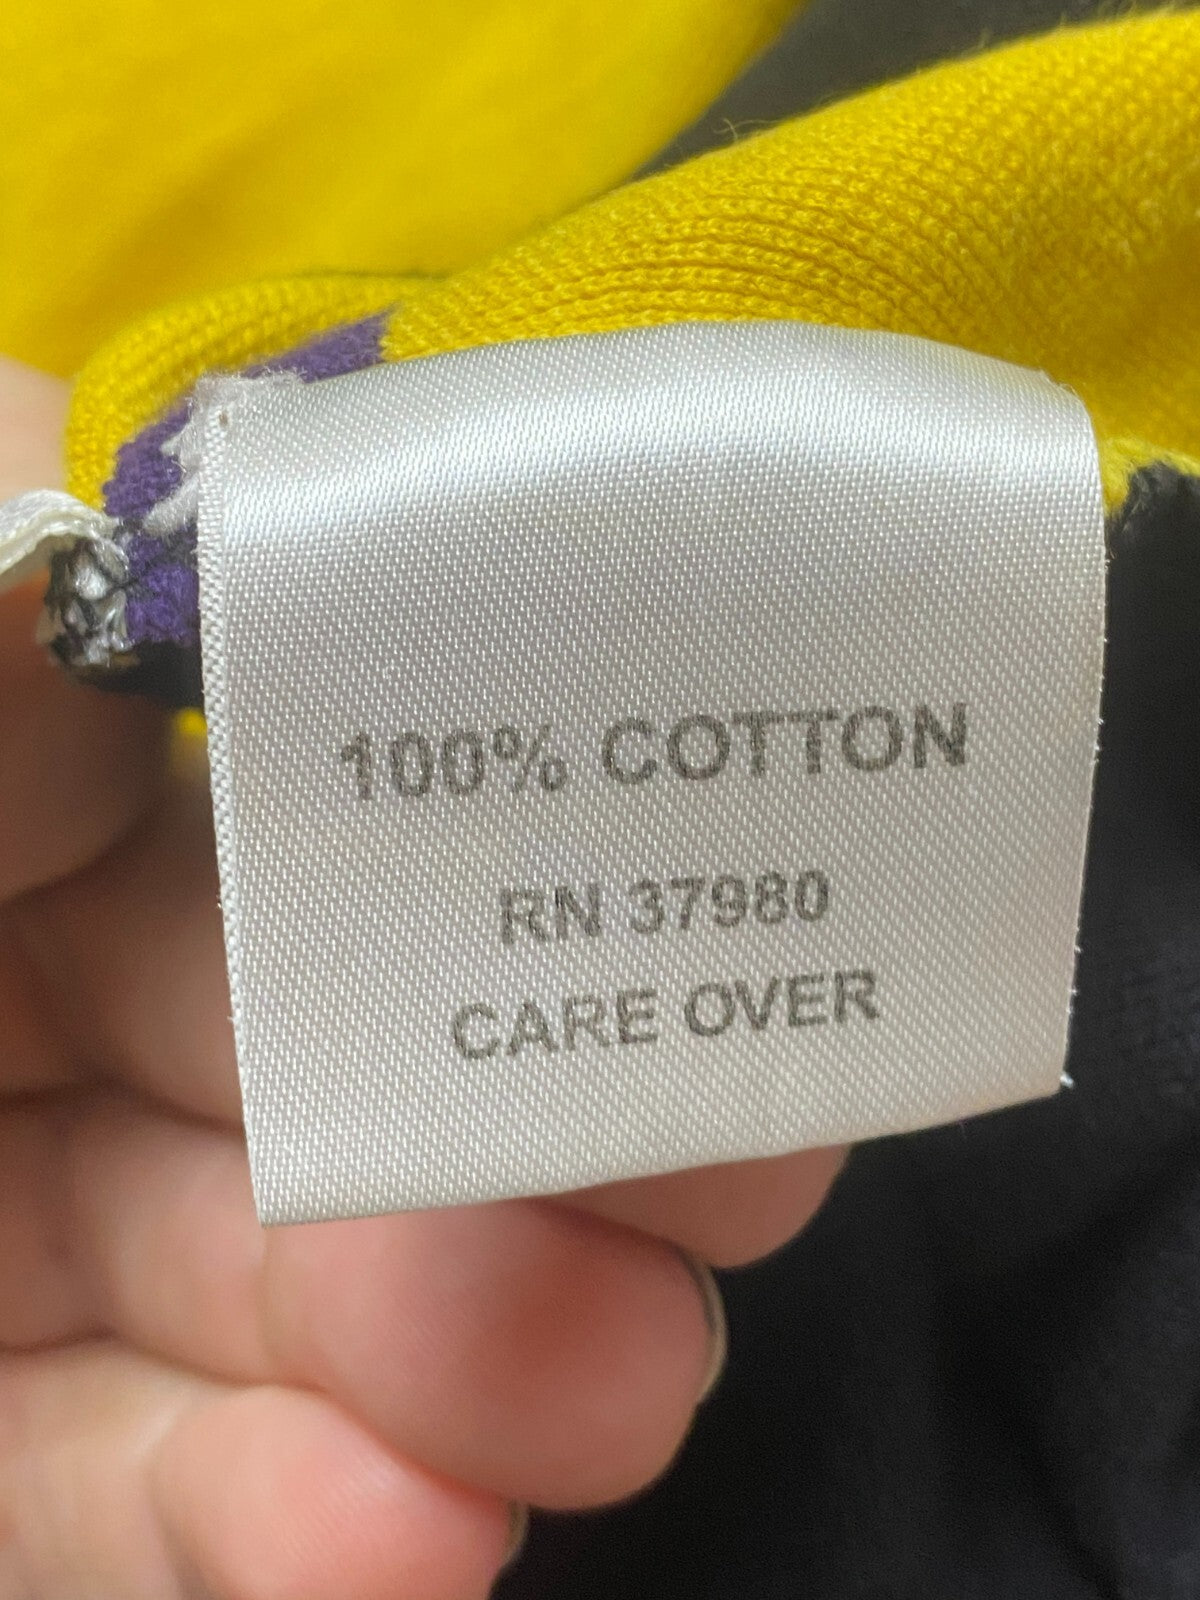 100% COTTON
RN 37980
CARE OVER